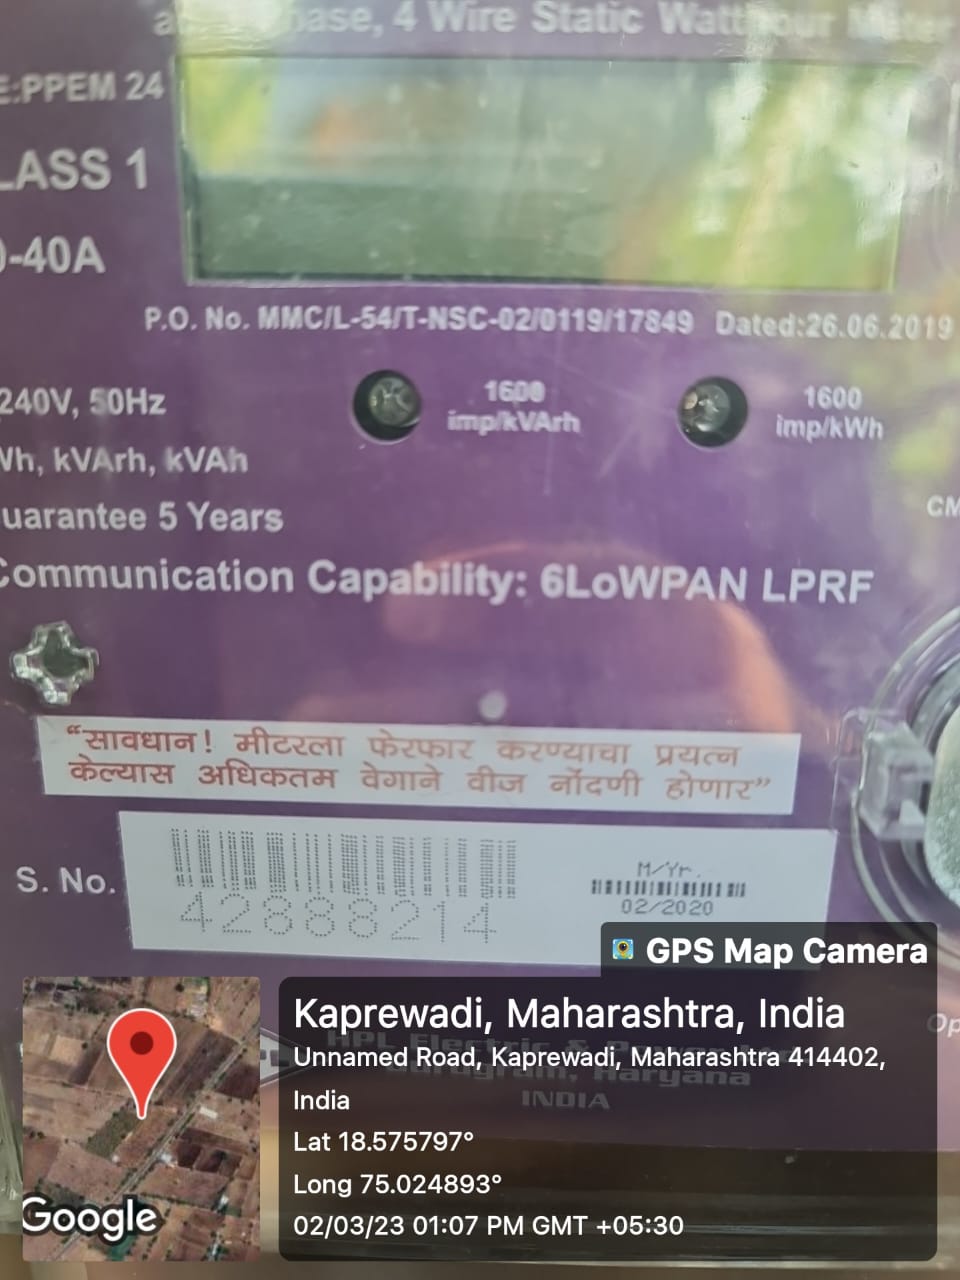 Phase, 4 Wire Static Watthour Meter
E:PPEM 24
LASS 1
0-40A
P.O. No. MMC/L-54/T-NSC-02/0119/17849 Dated:26.06.2019
240V, 50Hz
1600
imp/kVArh
1600
imp/kWh
Wh, kVArh, kVAh
uarantee 5 Years
CM
Communication Capability: 6LoWPAN LPRF
“सावधान! मीटरला फेरफार करण्याचा प्रयत्न
केल्यास अधिकतम वेगाने वीज नोंदणी होणार”
S. No.
42888214
M/Yr.
02/2020
GPS Map Camera
Kaprewadi, Maharashtra, India
Unnamed Road, Kaprewadi, Maharashtra 414402,
India
Lat 18.575797°
Long 75.024893°
02/03/23 01:07 PM GMT +05:30
HPL Electric & Power
Gurugram, Haryana
INDIA
Op
Google